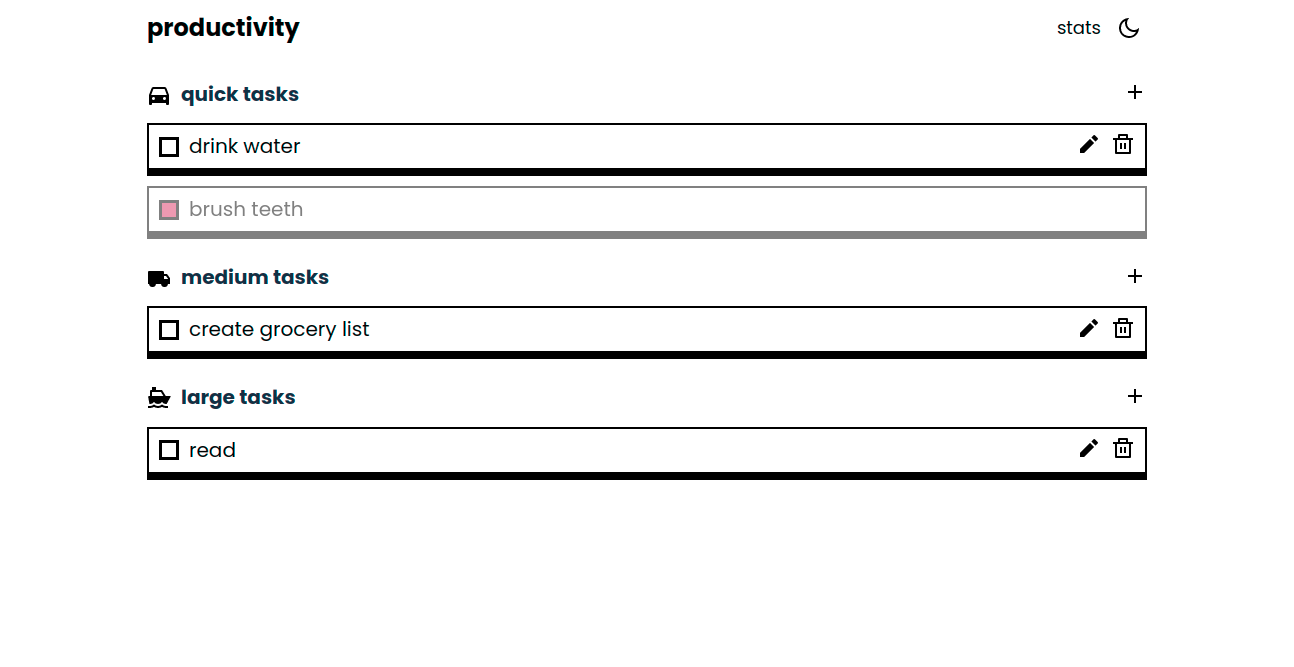 productivity
stats
quick tasks
drink water
brush teeth
medium tasks
create grocery list
large tasks
read